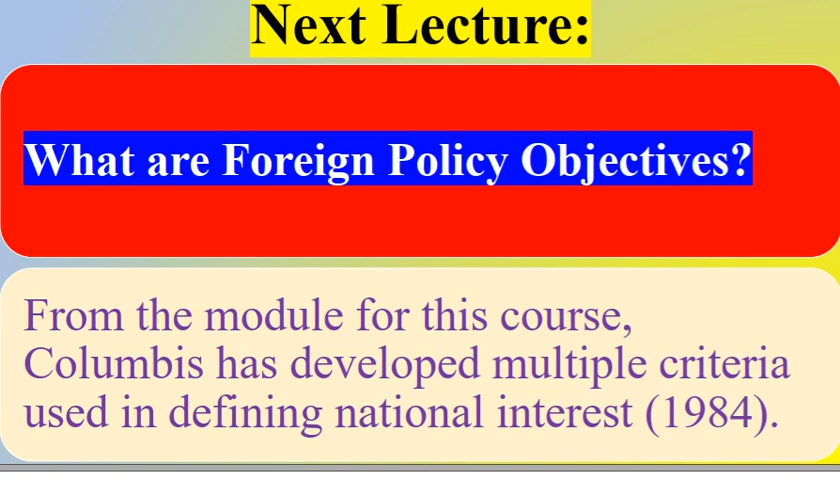 Next Lecture:
What are Foreign Policy Objectives?
From the module for this course,
Columbis has developed multiple criteria
used in defining national interest (1984).